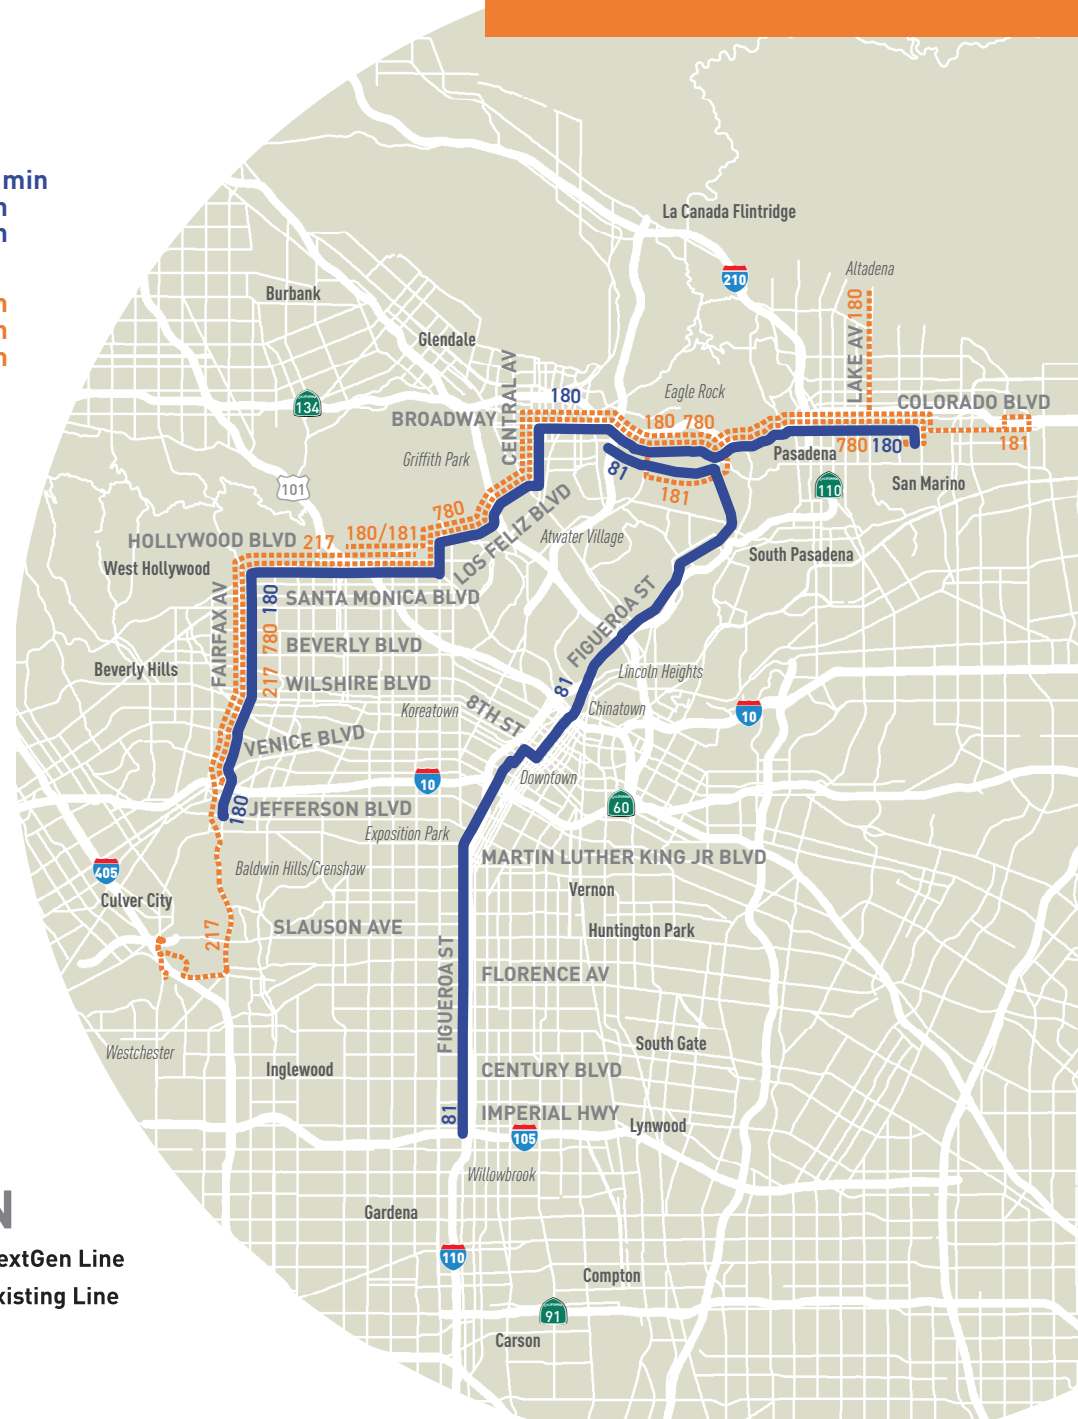 min
La Canada Flintridge
210
Altadena
Burbank
180
LAKE AV
Glendale
CENTRAL AV
Eagle Rock
134
180
COLORADO BLVD
BROADWAY
180 780
Griffith Park
Pasadena
780
180
181
81
181
101
110
San Marino
780
180/181
HOLLYWOOD BLVD
217
LOS FELIZ BLVD
Atwater Village
South Pasadena
West Hollywood
FAIRFAX AV
180
SANTA MONICA BLVD
780
BEVERLY BLVD
FIGUEROA ST
Beverly Hills
217
WILSHIRE BLVD
Lincoln Heights
81
Koreatown
8TH ST
Chinatown
10
VENICE BLVD
Downtown
10
180
JEFFERSON BLVD
60
Exposition Park
MARTIN LUTHER KING JR BLVD
405
Baldwin Hills/Crenshaw
Vernon
Culver City
217
SLAUSON AVE
Huntington Park
FIGUEROA ST
FLORENCE AV
Westchester
South Gate
Inglewood
CENTURY BLVD
81
IMPERIAL HWY
Lynwood
105
Willowbrook
Gardena
110
extGen Line
Compton
xisting Line
91
Carson